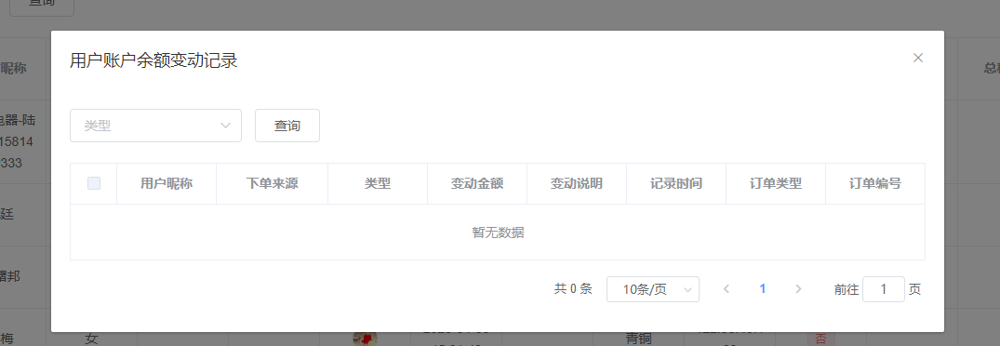 查询
昵称
总
电器-陆
15814
333
廷
曙邦
梅
女
青铜
否
用户账户余额变动记录
类型
查询
用户昵称 下单来源 类型 变动金额 变动说明 记录时间 订单类型 订单编号
暂无数据
共 0 条 10条/页 1 前往 1 页